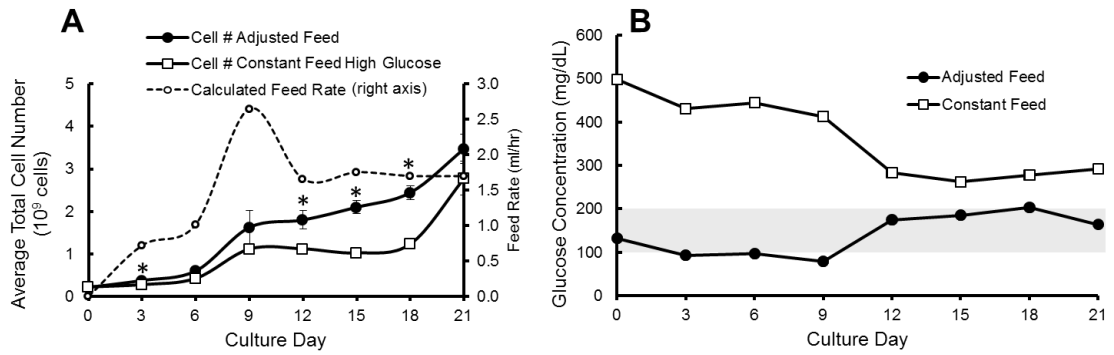 A
Cell # Adjusted Feed
Cell # Constant Feed High Glucose
Calculated Feed Rate (right axis)
Average Total Cell Number
(10⁹ cells)
5
4
3
2
1
0
3.0
2.5
2.0
1.5
1.0
0.5
0.0
Feed Rate (ml/hr)
* * * *
0 3 6 9 12 15 18 21
Culture Day
B
Adjusted Feed
Constant Feed
Glucose Concentration (mg/dL)
600
500
400
300
200
100
0
0 3 6 9 12 15 18 21
Culture Day